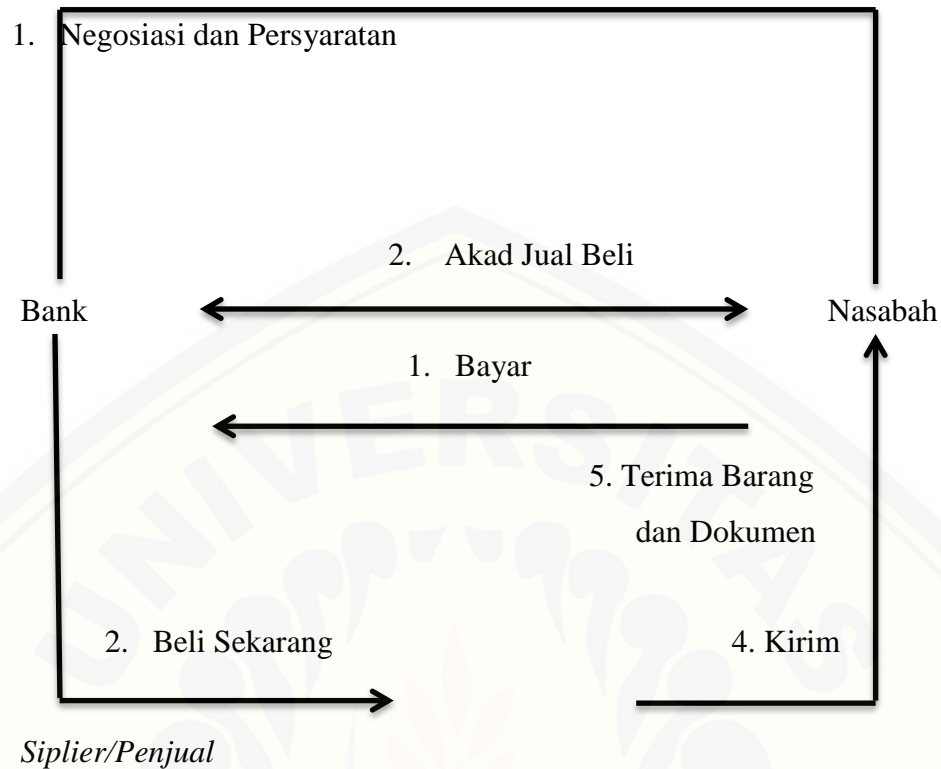 1. Negosiasi dan Persyaratan
2. Akad Jual Beli
Bank
Nasabah
1. Bayar
5. Terima Barang
dan Dokumen
2. Beli Sekarang
4. Kirim
Siplier/Penjual
UNIVERSITAS